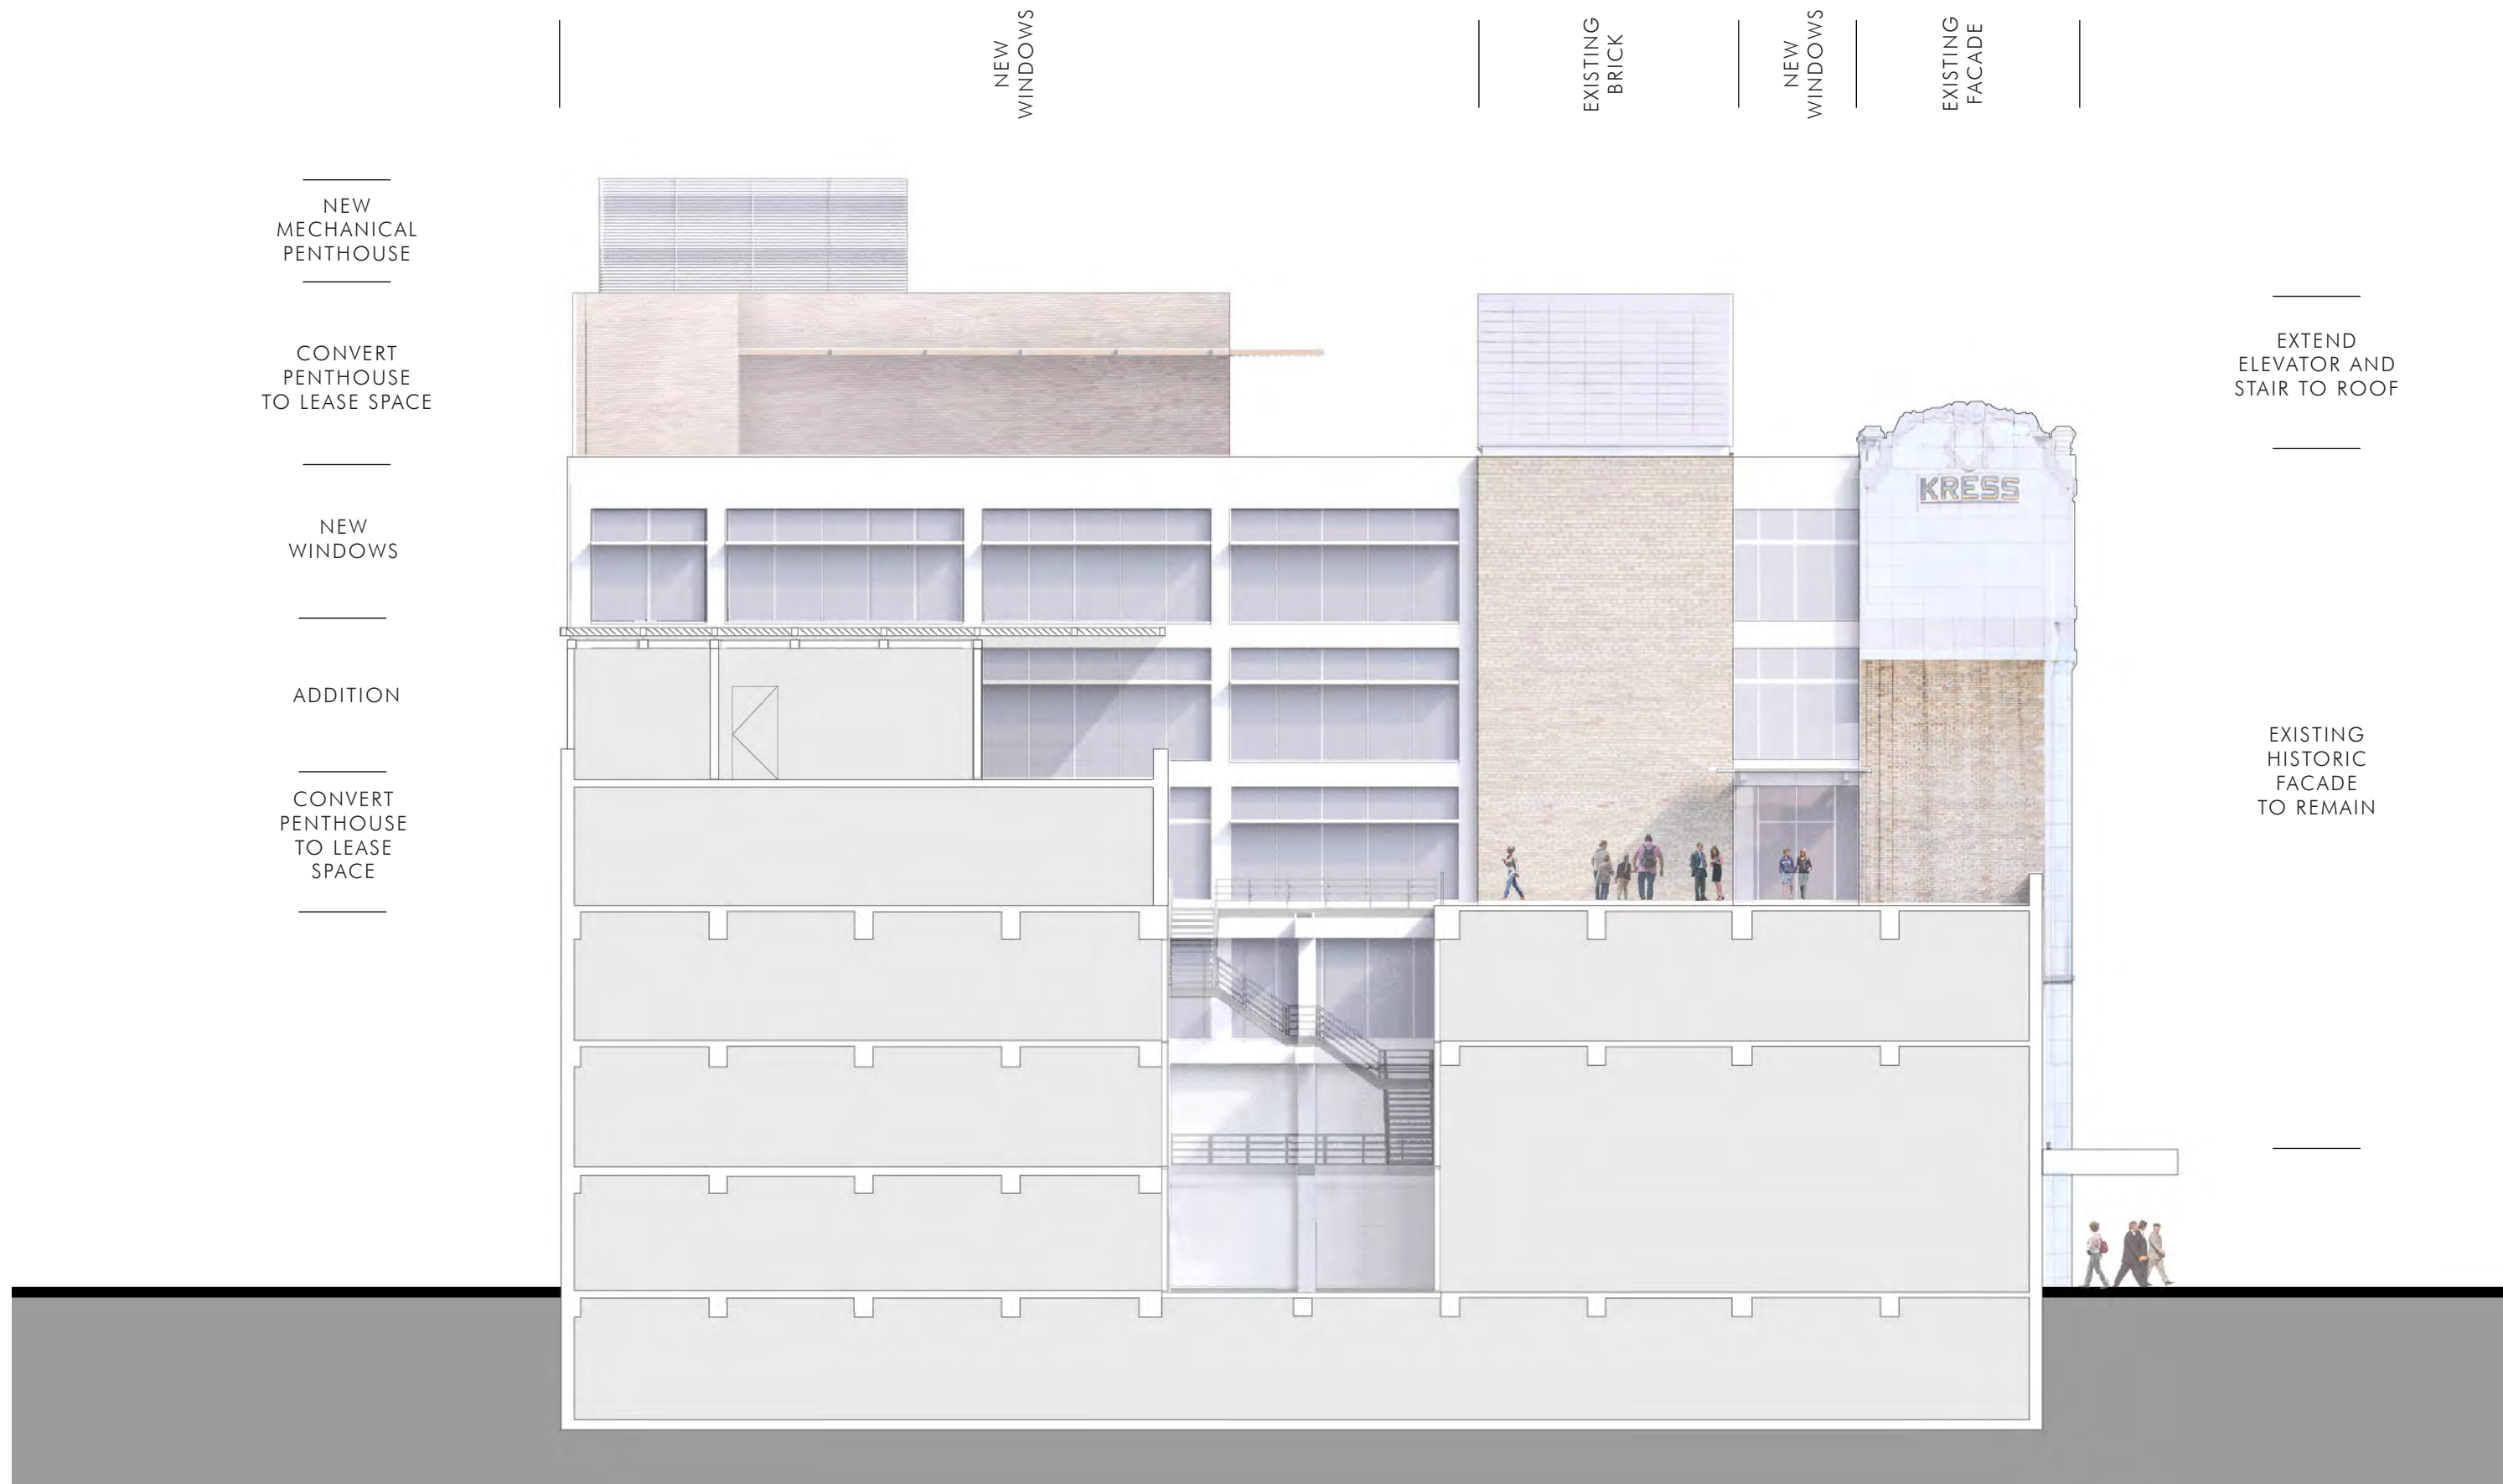 NEW
WINDOWS
EXISTING
BRICK
NEW
WINDOWS
EXISTING
FACADE
NEW
MECHANICAL
PENTHOUSE
CONVERT
PENTHOUSE
TO LEASE SPACE
NEW
WINDOWS
ADDITION
CONVERT
PENTHOUSE
TO LEASE
SPACE
KRESS
EXTEND
ELEVATOR AND
STAIR TO ROOF
EXISTING
HISTORIC
FACADE
TO REMAIN